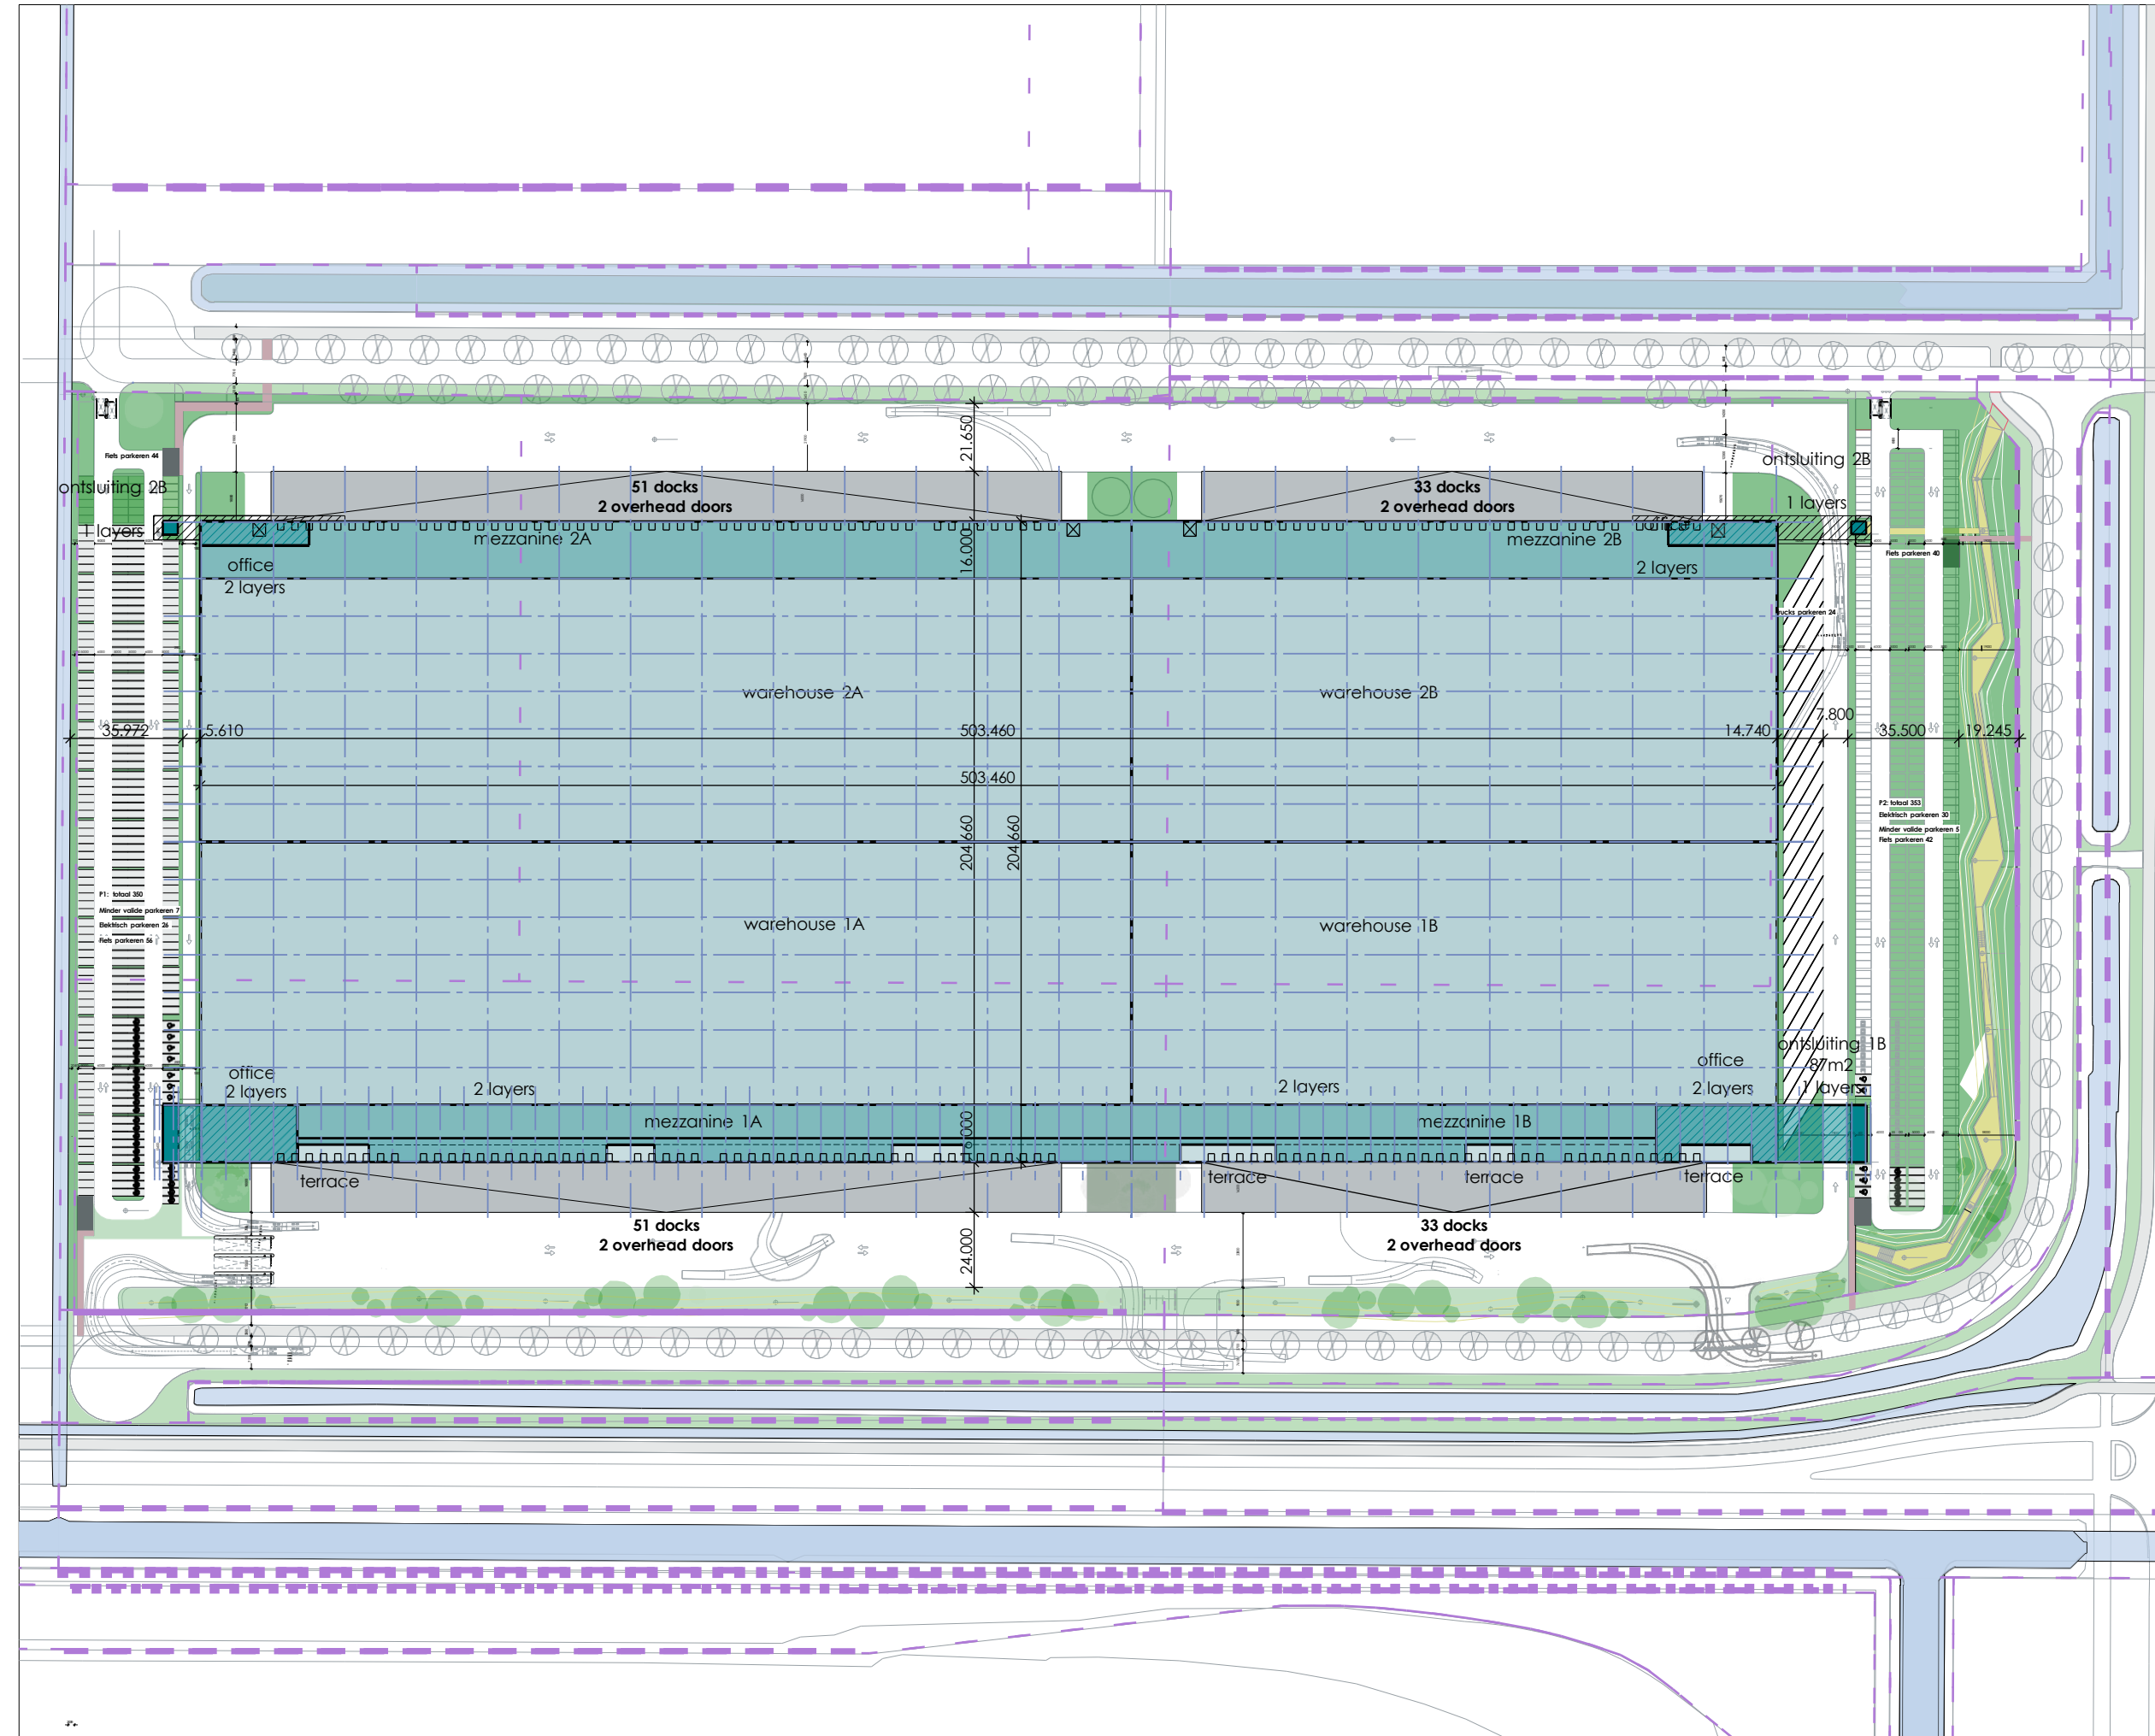 21.650
Fiets parkeren 44
ontsluiting 2B
51 docks
2 overhead doors
33 docks
2 overhead doors
ontsluiting 2B
1 layers
1 layers
office
mezzanine 2A
mezzanine 2B
16.000
Fiets parkeren 40
office
2 layers
2 layers
trucks parkeren 24
warehouse 2A
warehouse 2B
7.800
35.972
5.610
503.460
14.740
35.500
19.245
503.460
P2: totaal 353
Elektrisch parkeren 30
Minder valide parkeren 5
Fiets parkeren 42
204.660
204.660
P1: totaal 350
Minder valide parkeren 7
Elektrisch parkeren 26
Fiets parkeren 56
warehouse 1A
warehouse 1B
ontsluiting 1B
87m2
1 layers
office
2 layers
2 layers
2 layers
office
2 layers
mezzanine 1A
mezzanine 1B
terrace
terrace
terrace
terrace
51 docks
2 overhead doors
33 docks
2 overhead doors
24.000